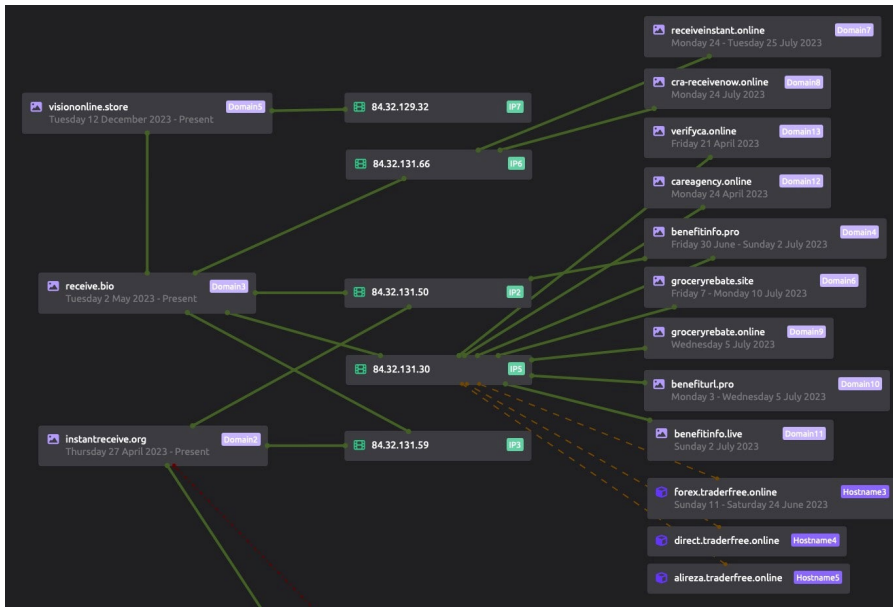 visiononline.store Domain5
Tuesday 12 December 2023 - Present
receive.bio Domain3
Tuesday 2 May 2023 - Present
instantreceive.org Domain2
Thursday 27 April 2023 - Present
84.32.129.32 IP7
84.32.131.66 IP6
84.32.131.50 IP2
84.32.131.30 IP5
84.32.131.59 IP3
receiveinstant.online Domain7
Monday 24 - Tuesday 25 July 2023
cra-receivenow.online Domain8
Monday 24 July 2023
verifyca.online Domain13
Friday 21 April 2023
careagency.online Domain12
Monday 24 April 2023
benefitinfo.pro Domain4
Friday 30 June - Sunday 2 July 2023
groceryrebate.site Domain6
Friday 7 - Monday 10 July 2023
groceryrebate.online Domain9
Wednesday 5 July 2023
benefiturl.pro Domain10
Monday 3 - Wednesday 5 July 2023
benefitinfo.live Domain11
Sunday 2 July 2023
forex.traderfree.online Hostname3
Sunday 11 - Saturday 24 June 2023
direct.traderfree.online Hostname4
alireza.traderfree.online Hostname5